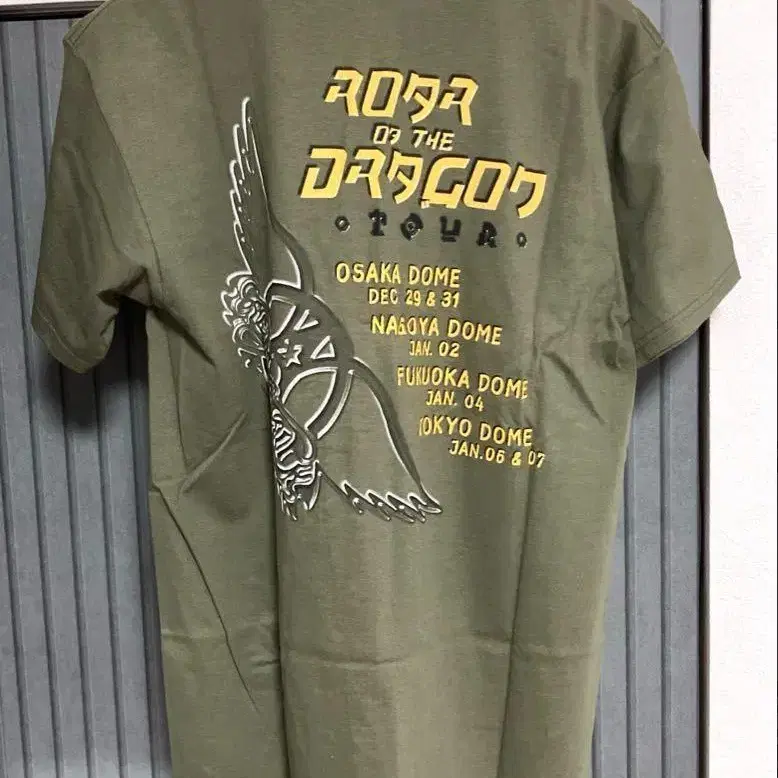 ROAR
OF THE
DRAGON
TOUR
OSAKA DOME
DEC 29 & 31
NAGOYA DOME
JAN. 02
FUKUOKA DOME
JAN. 04
TOKYO DOME
JAN.06 & 07